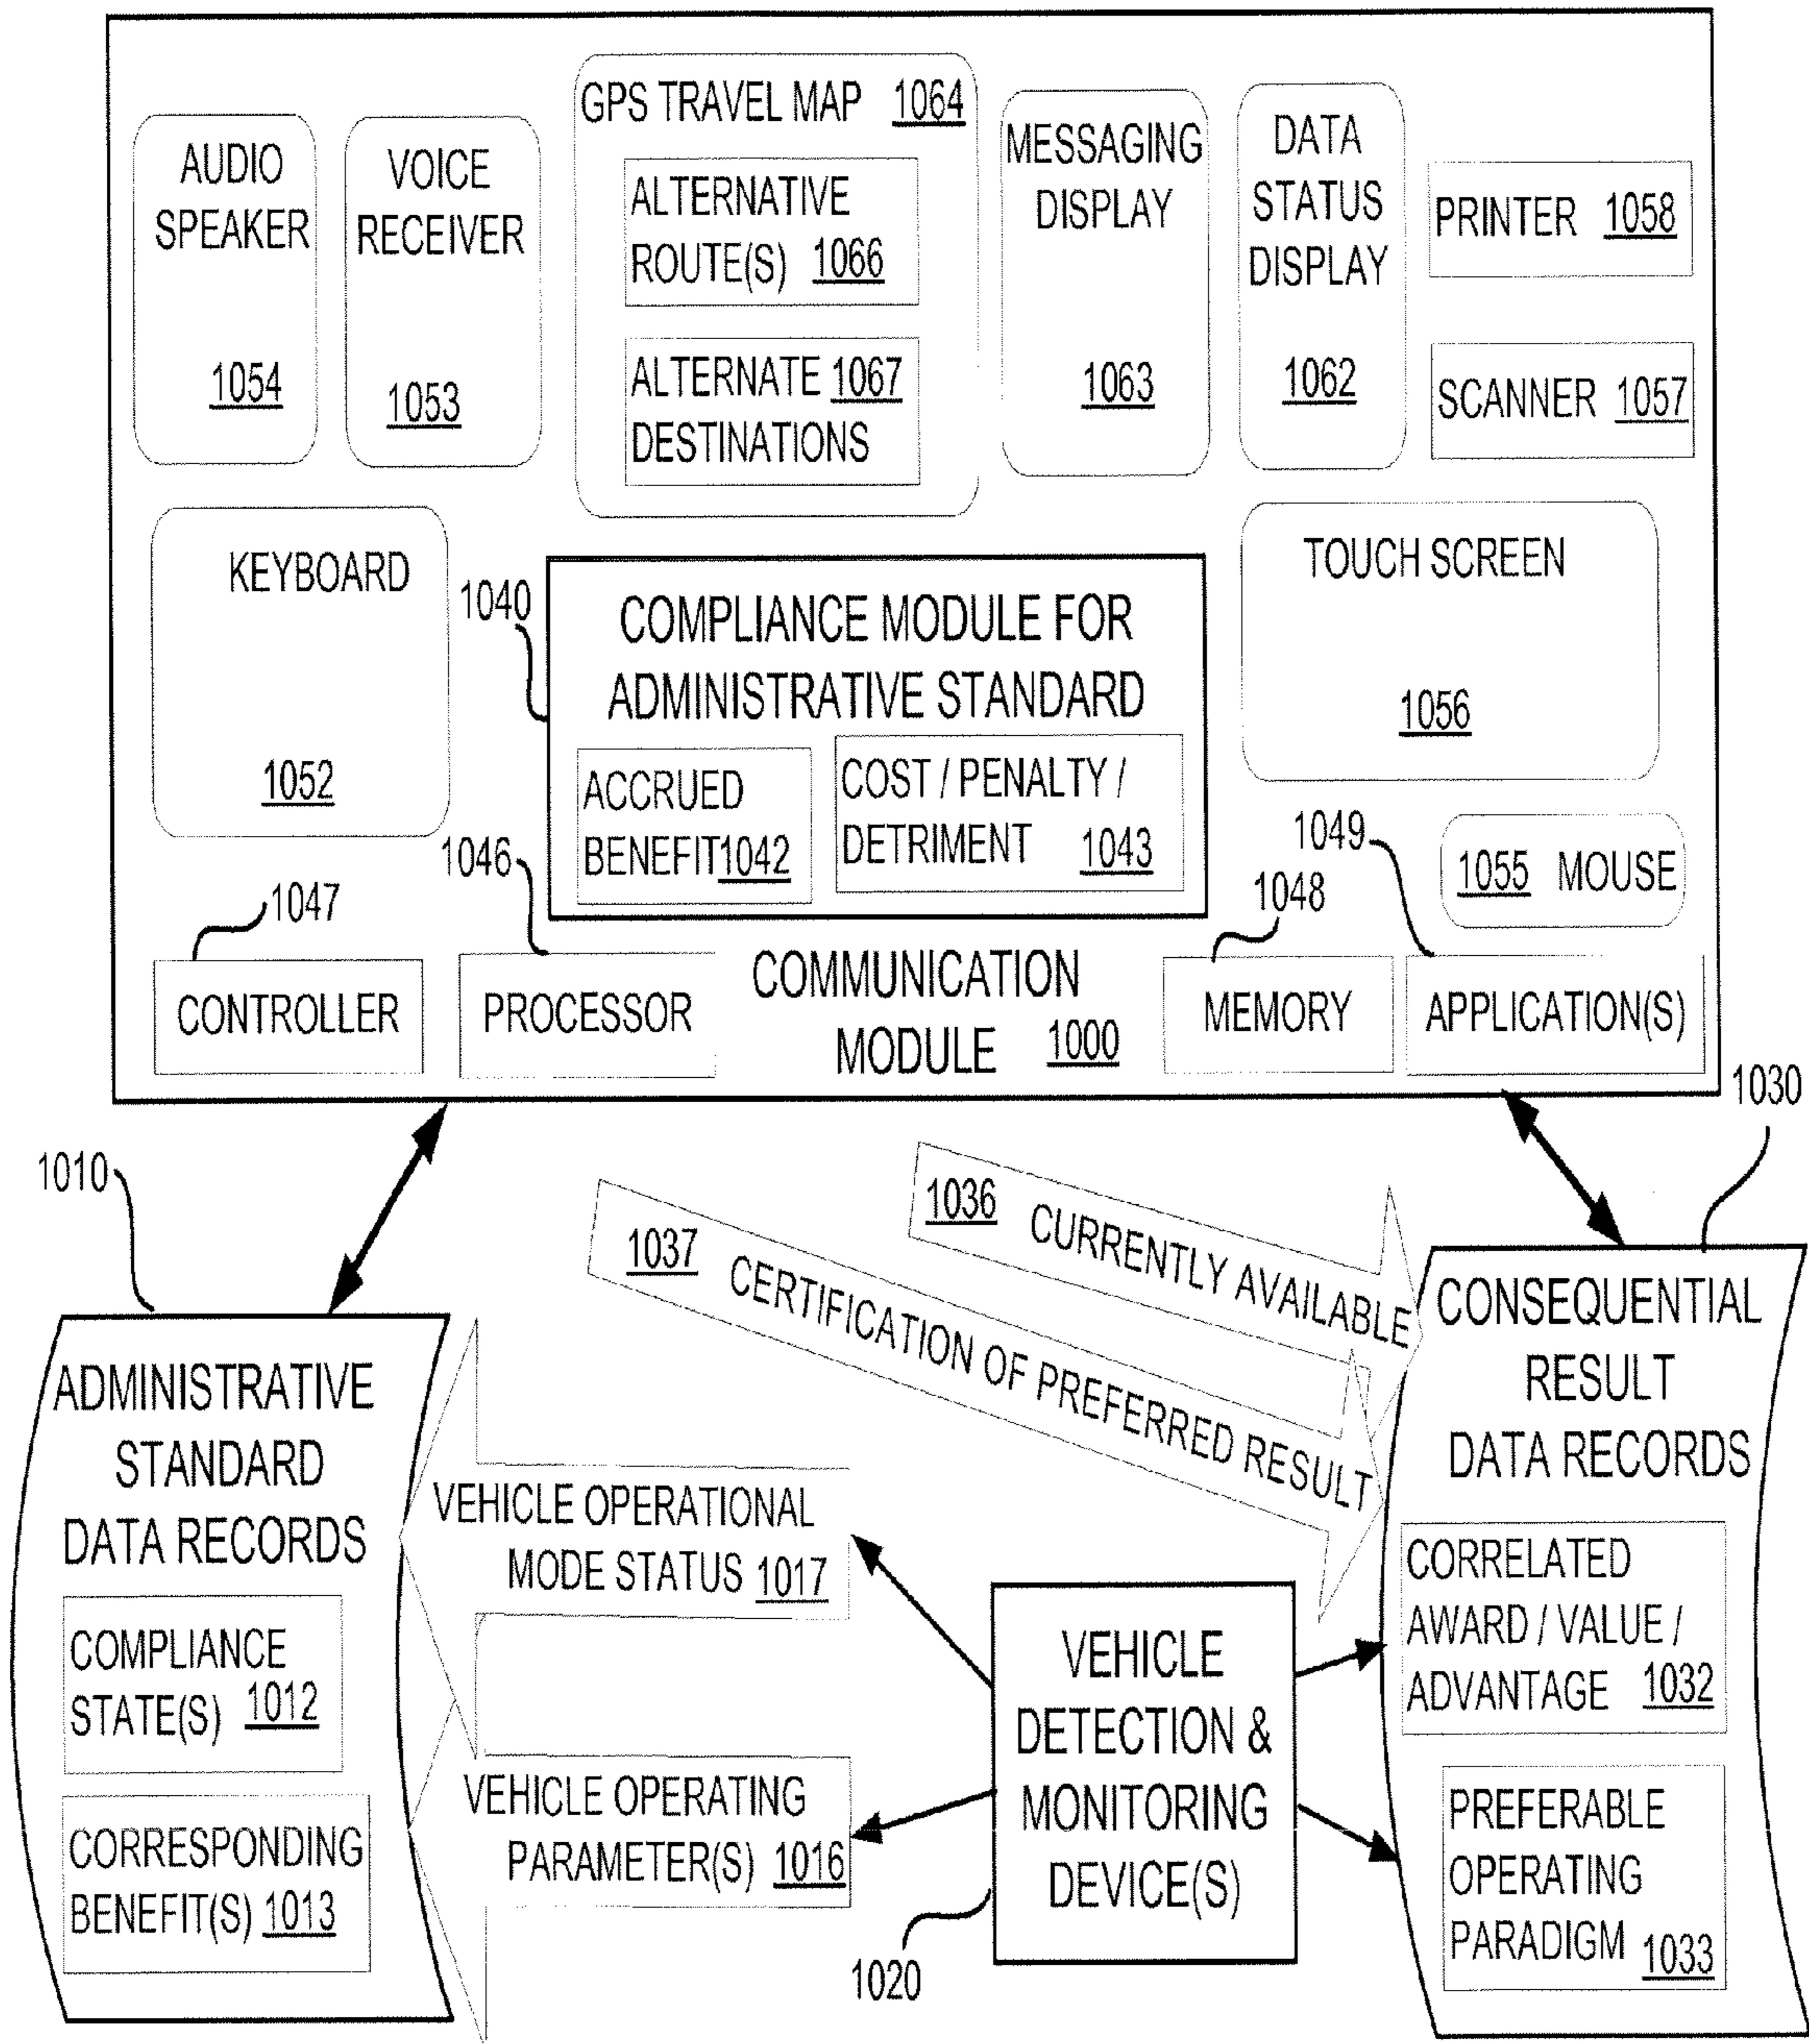 AUDIO
SPEAKER
1054
VOICE
RECEIVER
1053
GPS TRAVEL MAP 1064
ALTERNATIVE
ROUTE(S) 1066
ALTERNATE 1067
DESTINATIONS
MESSAGING
DISPLAY
1063
DATA
STATUS
DISPLAY
1062
PRINTER 1058
SCANNER 1057
KEYBOARD
1052
1040
COMPLIANCE MODULE FOR
ADMINISTRATIVE STANDARD
ACCRUED
BENEFIT 1042
COST / PENALTY /
DETRIMENT 1043
TOUCH SCREEN
1056
1055 MOUSE
1047
CONTROLLER
1046
PROCESSOR
COMMUNICATION
MODULE 1000
1048
MEMORY
1049
APPLICATION(S)
1030
1010
1036 CURRENTLY AVAILABLE
1037 CERTIFICATION OF PREFERRED RESULT
ADMINISTRATIVE
STANDARD
DATA RECORDS
COMPLIANCE
STATE(S) 1012
CORRESPONDING
BENEFIT(S) 1013
VEHICLE OPERATIONAL
MODE STATUS 1017
VEHICLE OPERATING
PARAMETER(S) 1016
VEHICLE
DETECTION &
MONITORING
DEVICE(S)
1020
CONSEQUENTIAL
RESULT
DATA RECORDS
CORRELATED
AWARD / VALUE /
ADVANTAGE 1032
PREFERABLE
OPERATING
PARADIGM 1033